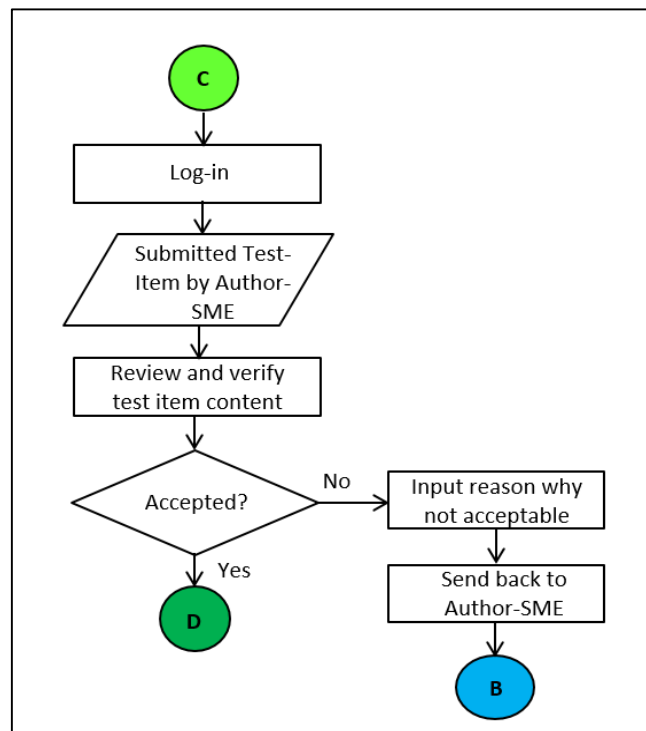 C
Log-in
Submitted Test-
Item by Author-
SME
Review and verify
test item content
Accepted?
No
Input reason why
not acceptable
Yes
Send back to
Author-SME
D
B